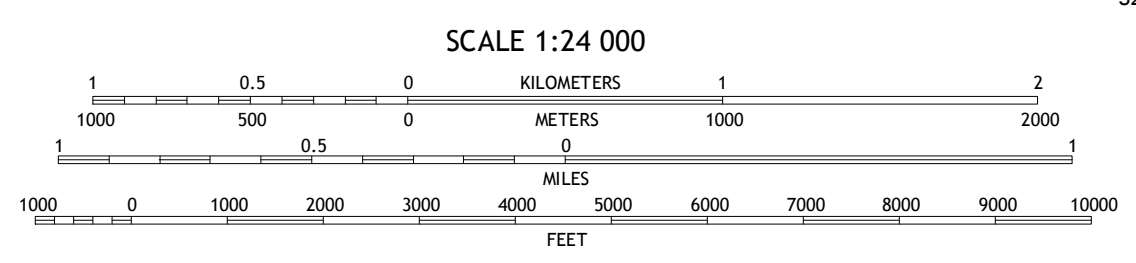 SCALE 1:24 000
1 0.5 0 KILOMETERS 1 2
1000 500 0 METERS 1000 2000
1 0.5 0 1
MILES
1000 0 1000 2000 3000 4000 5000 6000 7000 8000 9000 10000
FEET